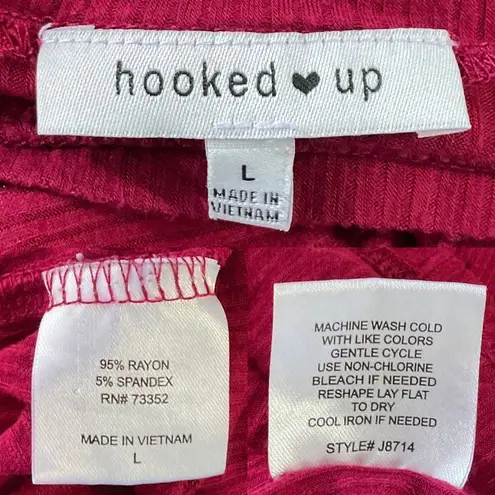 hooked ♥ up
L
MADE IN
VIETNAM
95% RAYON
5% SPANDEX
RN# 73352
MADE IN VIETNAM
L
MACHINE WASH COLD
WITH LIKE COLORS
GENTLE CYCLE
USE NON-CHLORINE
BLEACH IF NEEDED
RESHAPE LAY FLAT
TO DRY
COOL IRON IF NEEDED
STYLE# J8714